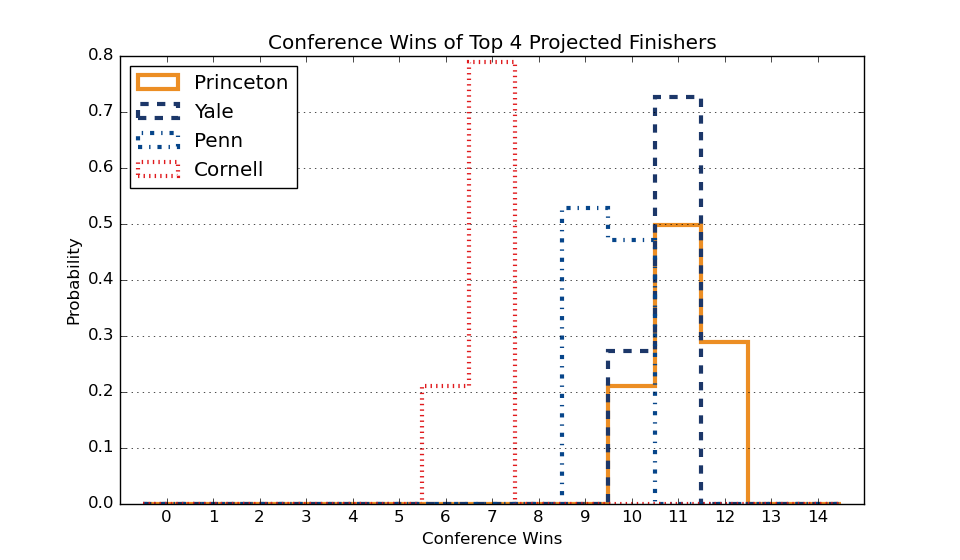 Conference Wins of Top 4 Projected Finishers
Princeton
Yale
Penn
Cornell
Probability
0.8
0.7
0.6
0.5
0.4
0.3
0.2
0.1
0.0
0 1 2 3 4 5 6 7 8 9 10 11 12 13 14
Conference Wins